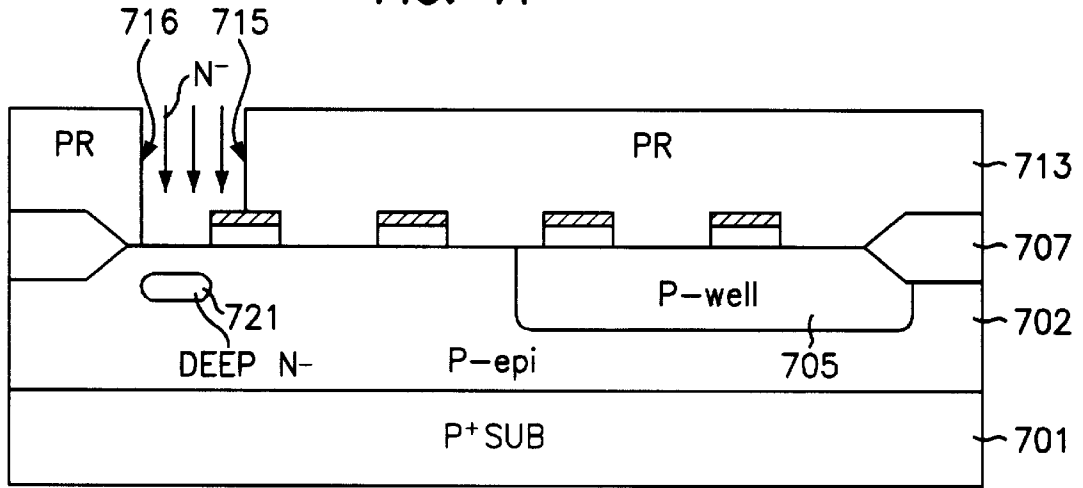 716 715
N⁻
PR PR
713
707
P-well
721 702
DEEP N- P-epi 705
P⁺SUB 701